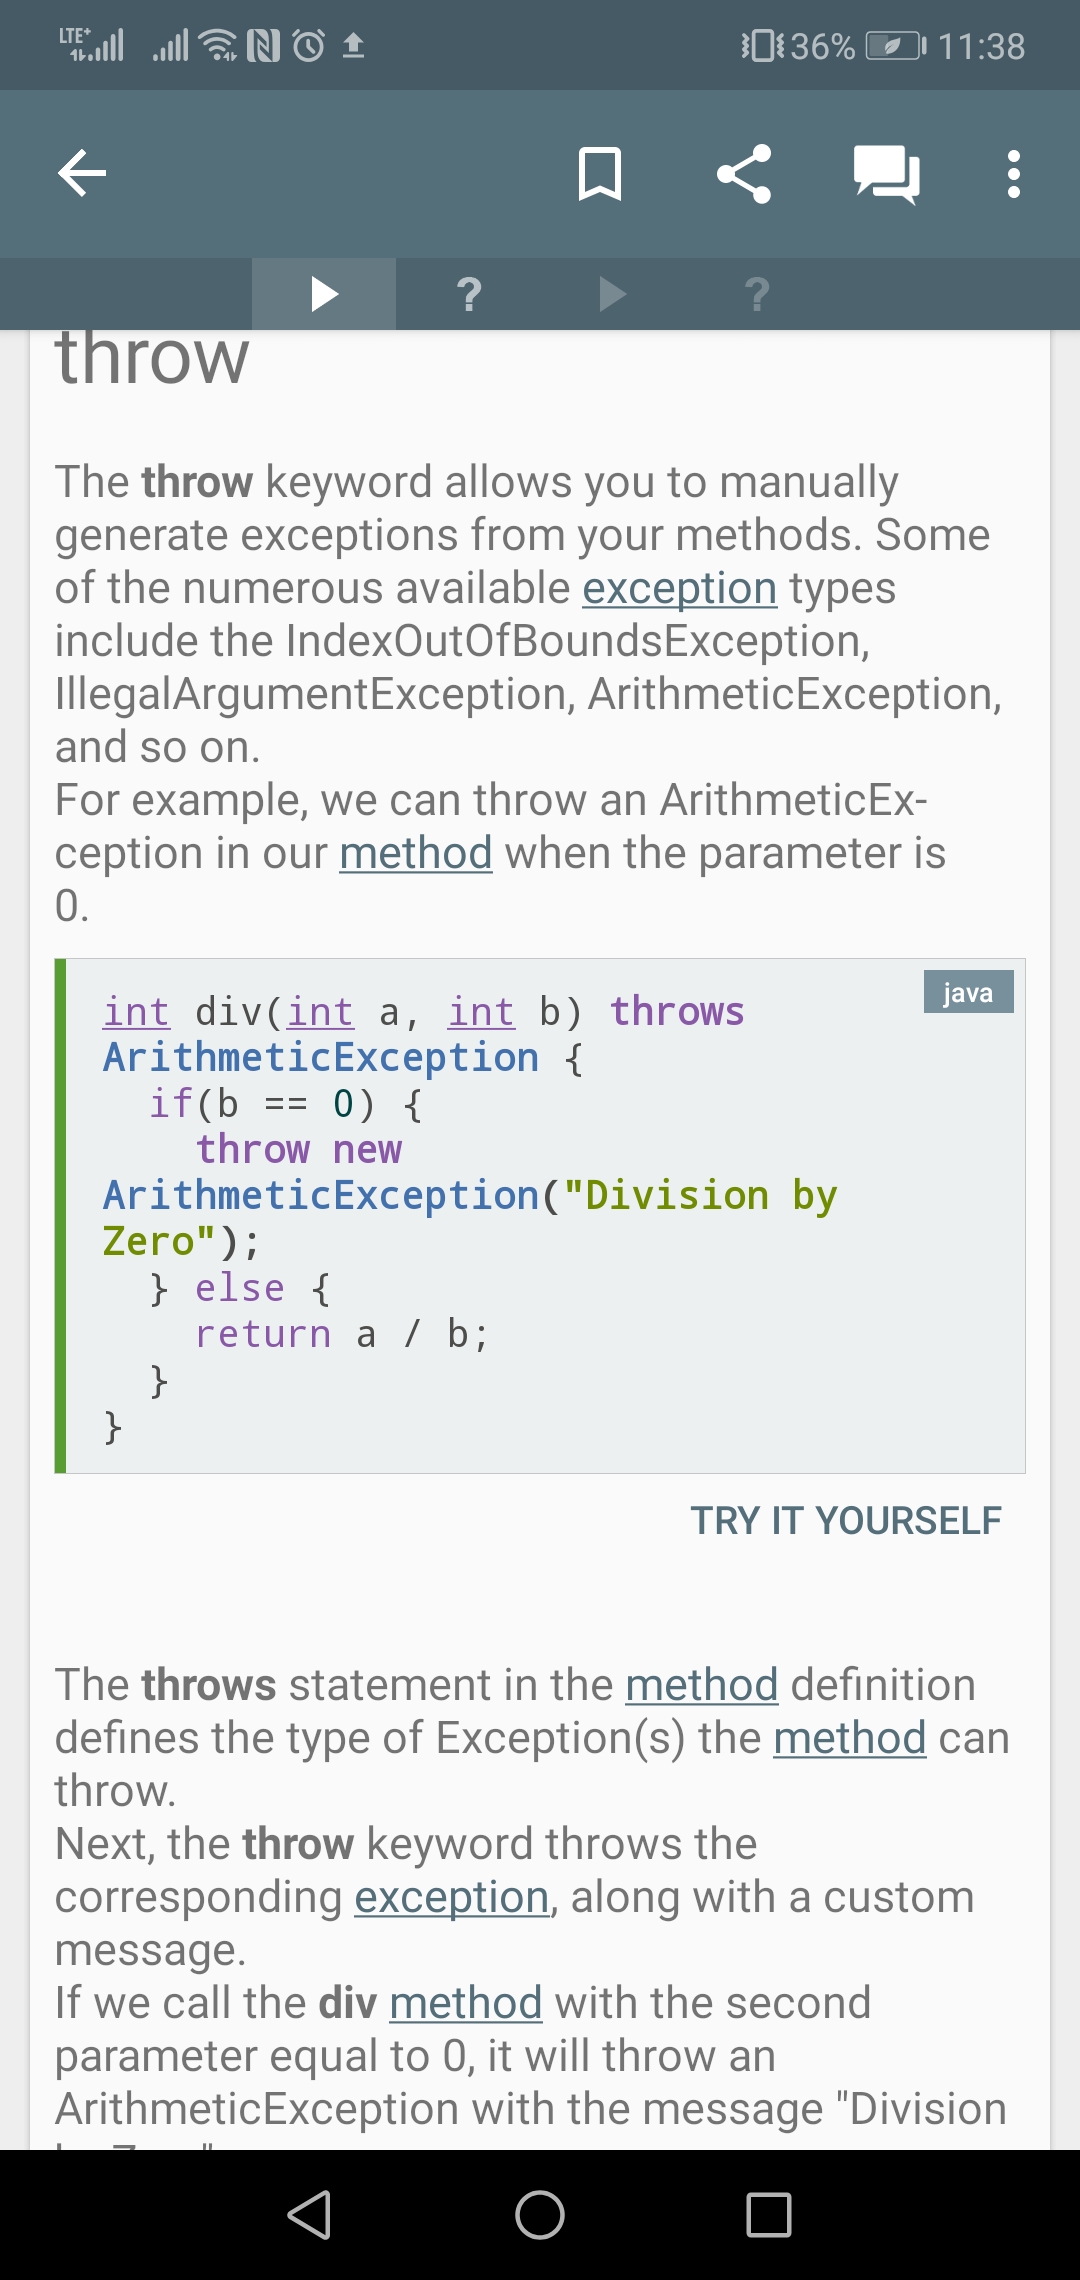 LTE+ 36% 11:38
? ?
throw
The throw keyword allows you to manually
generate exceptions from your methods. Some
of the numerous available exception types
include the IndexOutOfBoundsException,
IllegalArgumentException, ArithmeticException,
and so on.
For example, we can throw an ArithmeticEx-
ception in our method when the parameter is
0.
java
int div(int a, int b) throws
ArithmeticException {
  if(b == 0) {
    throw new
ArithmeticException("Division by
Zero");
  } else {
    return a / b;
  }
}
TRY IT YOURSELF
The throws statement in the method definition
defines the type of Exception(s) the method can
throw.
Next, the throw keyword throws the
corresponding exception, along with a custom
message.
If we call the div method with the second
parameter equal to 0, it will throw an
ArithmeticException with the message "Division